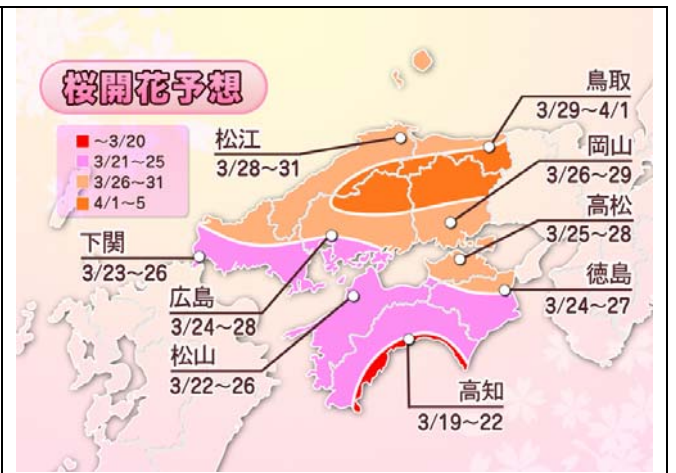 桜開花予想
～3/20
3/21～25
3/26～31
4/1～5
鳥取
3/29～4/1
松江
3/28～31
岡山
3/26～29
高松
3/25～28
下関
3/23～26
徳島
3/24～27
広島
3/24～28
松山
3/22～26
高知
3/19～22